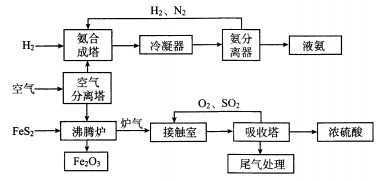 H₂、N₂
H₂
氨合
成塔
冷凝器
氨分
离器
液氨
空气
空气
分离塔
O₂、SO₂
FeS₂
沸腾炉
炉气
接触室
吸收塔
浓硫酸
Fe₂O₃
尾气处理